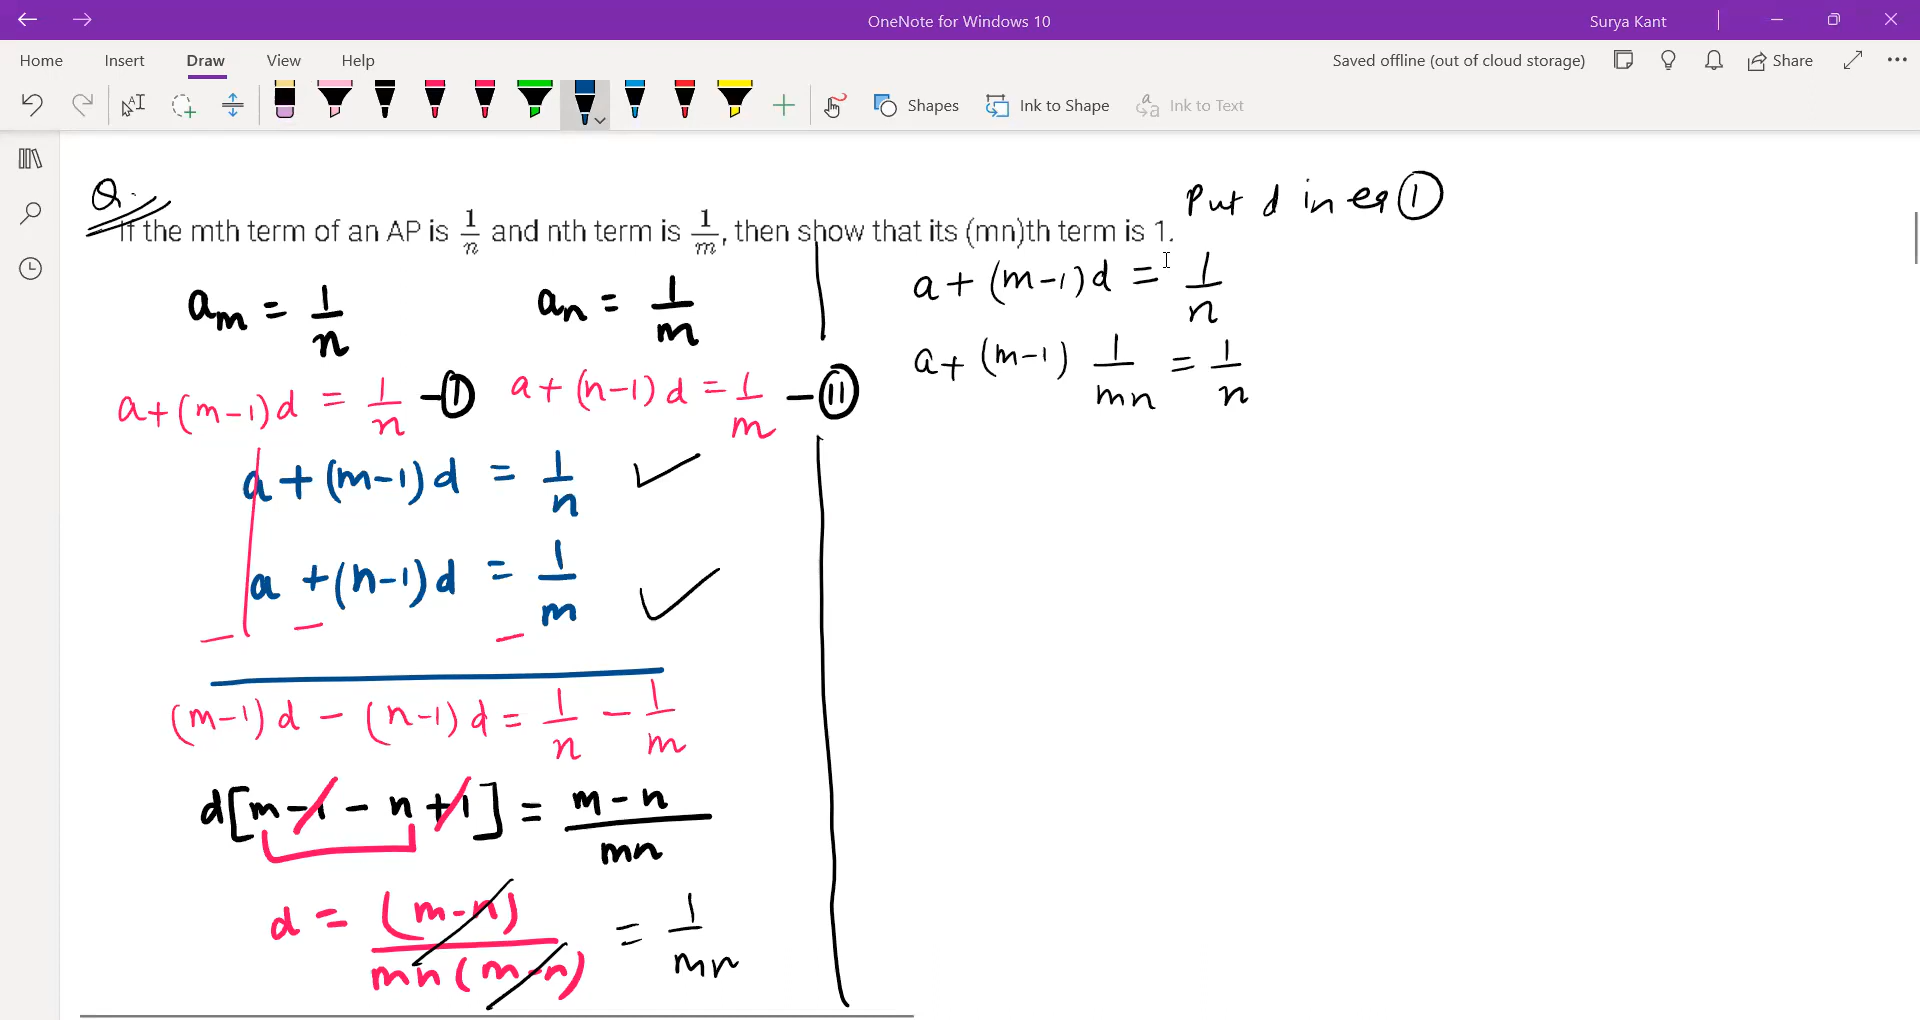 OneNote for Windows 10
Surya Kant
Home Insert Draw View Help
Saved offline (out of cloud storage)
Share
Shapes
Ink to Shape
Ink to Text
Q.
If the mth term of an AP is 1/n and nth term is 1/m, then show that its (mn)th term is 1.
am = 1/n
an = 1/m
a+(m-1)d = 1/n - (I)
a+(n-1)d = 1/m - (II)
a+(m-1)d = 1/n ✓
a+(n-1)d = 1/m ✓
- - -
(m-1)d - (n-1)d = 1/n - 1/m
d[m-1-n+1] = m-n/mn
d = (m-n)/mn(m-n) = 1/mn
Put d in eq (I)
a+(m-1)d = 1/n
a+(m-1) 1/mn = 1/n